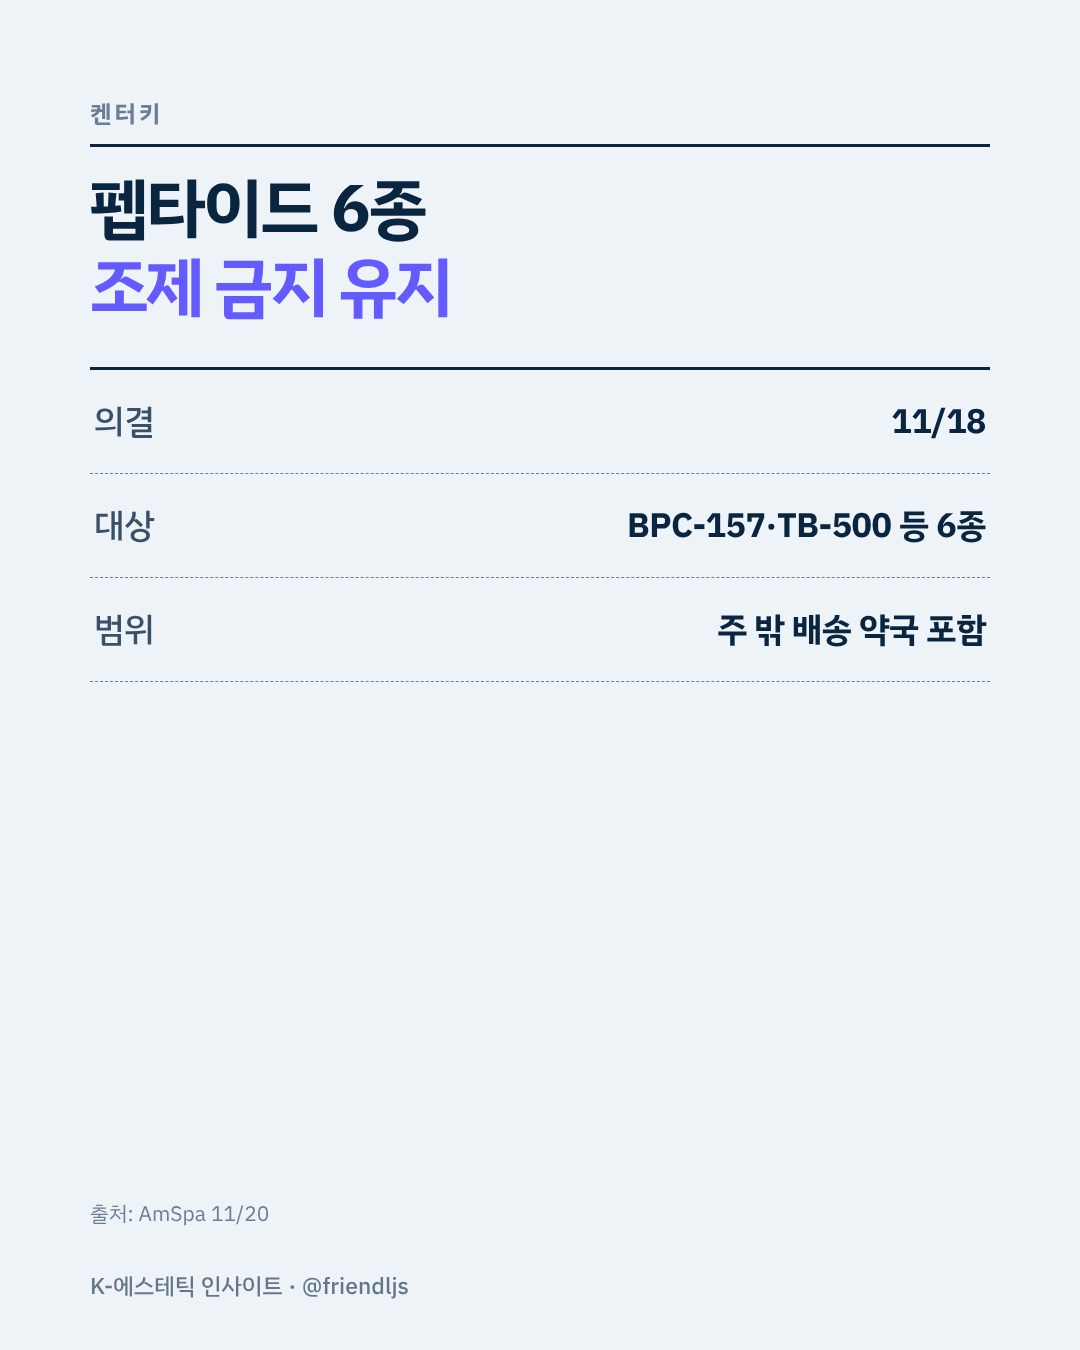 켄터키
펩타이드 6종
조제 금지 유지
의결 11/18
대상 BPC-157·TB-500 등 6종
범위 주 밖 배송 약국 포함
출처: AmSpa 11/20
K-에스테틱 인사이트 · @friendljs